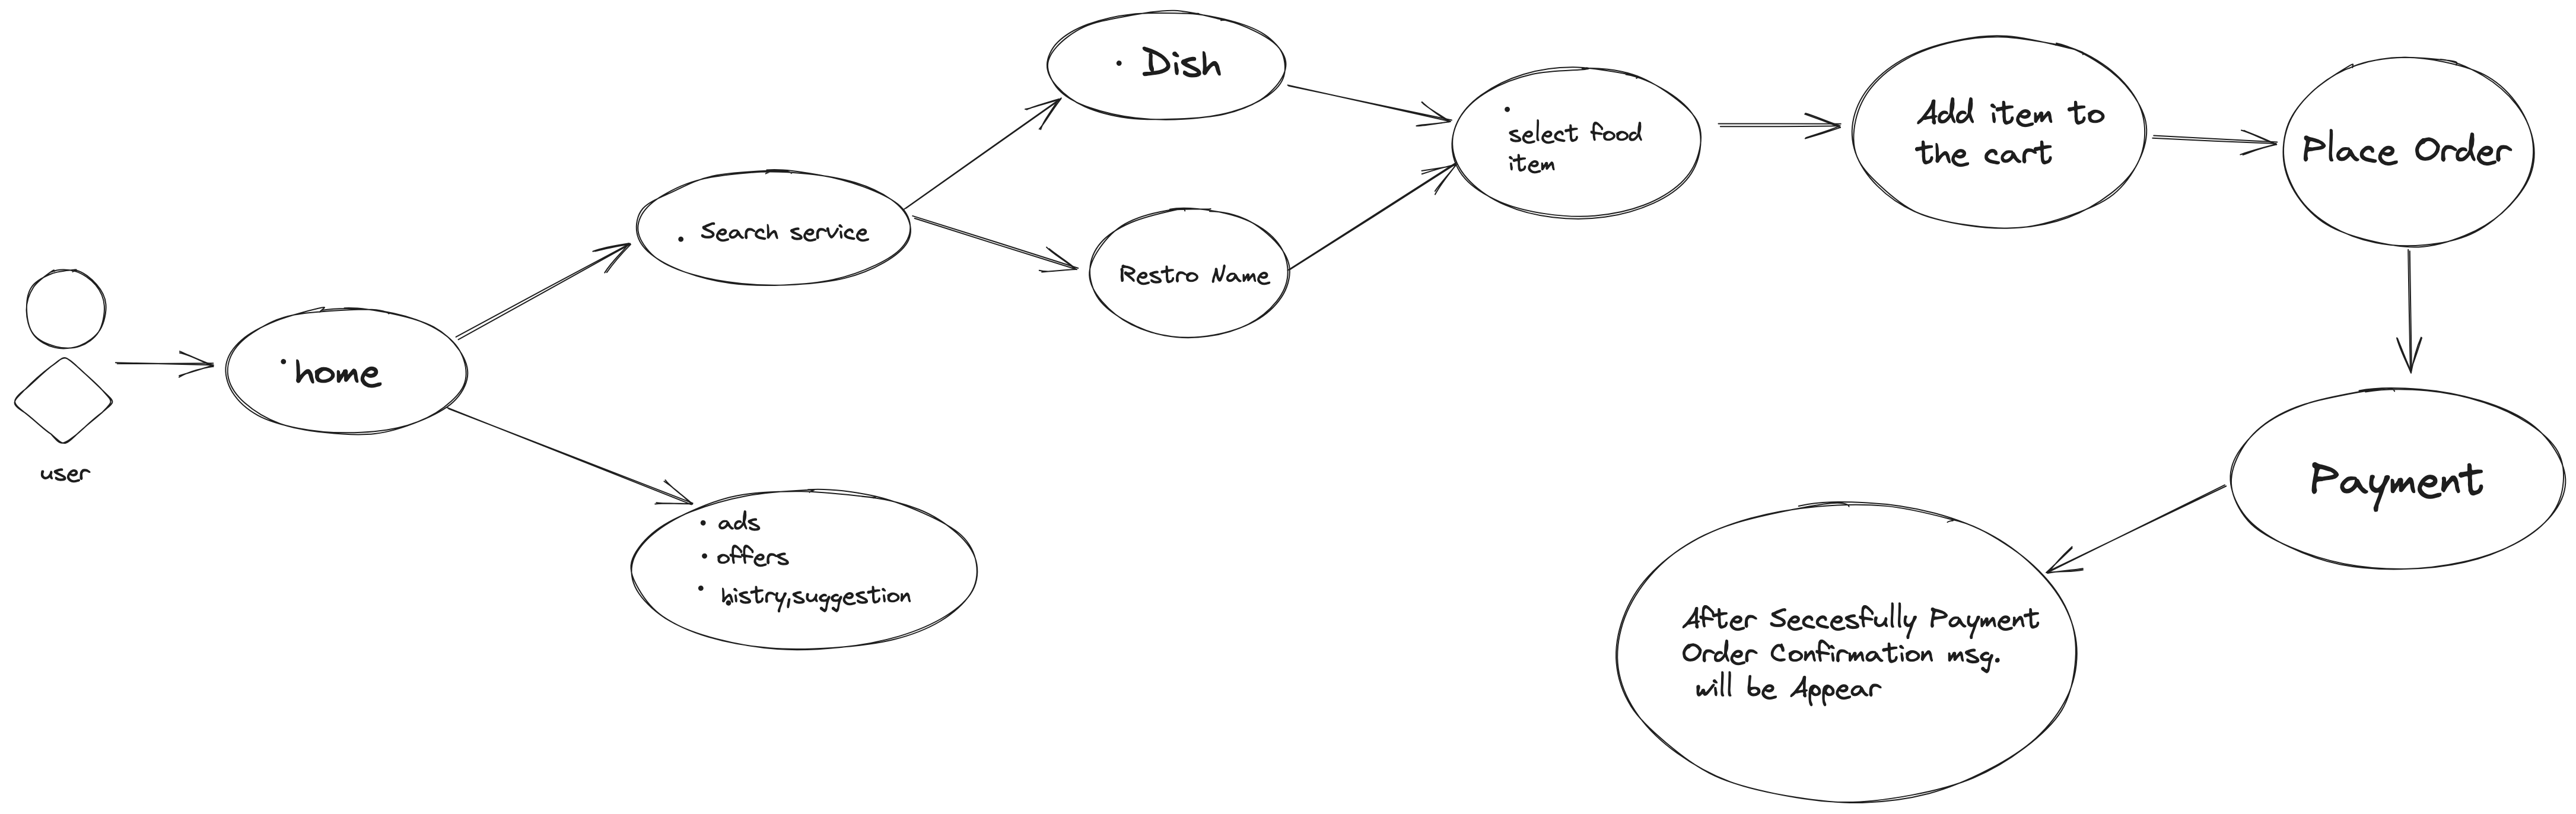 user
• home
• Search service
• ads
• offers
• histry,suggestion
• Dish
Restro Name
• select food
item
Add item to
the cart
Place Order
Payment
After Seccesfully Payment
Order Confirmation msg.
will be Appear